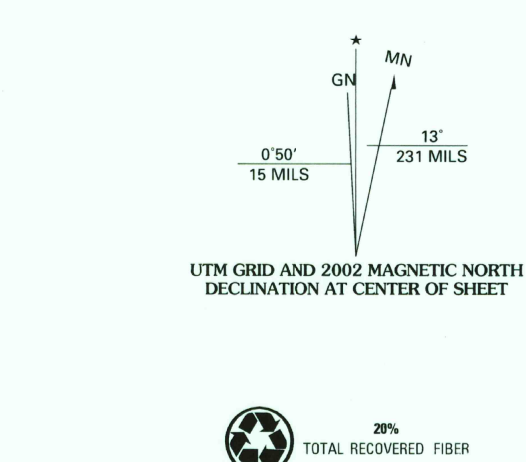 ★
MN
GN
13°
231 MILS
0°50'
15 MILS
UTM GRID AND 2002 MAGNETIC NORTH
DECLINATION AT CENTER OF SHEET
20%
TOTAL RECOVERED FIBER